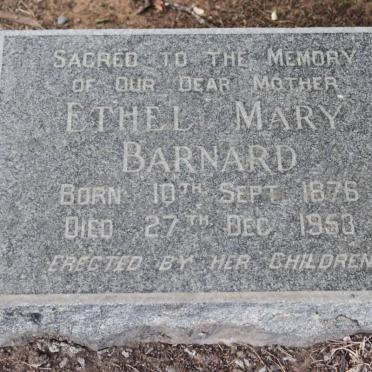 Sacred to the Memory
of Our Dear Mother
Ethel Mary
Barnard
Born 10th Sept. 1876
Died 27th Dec. 1953
Erected by her Children